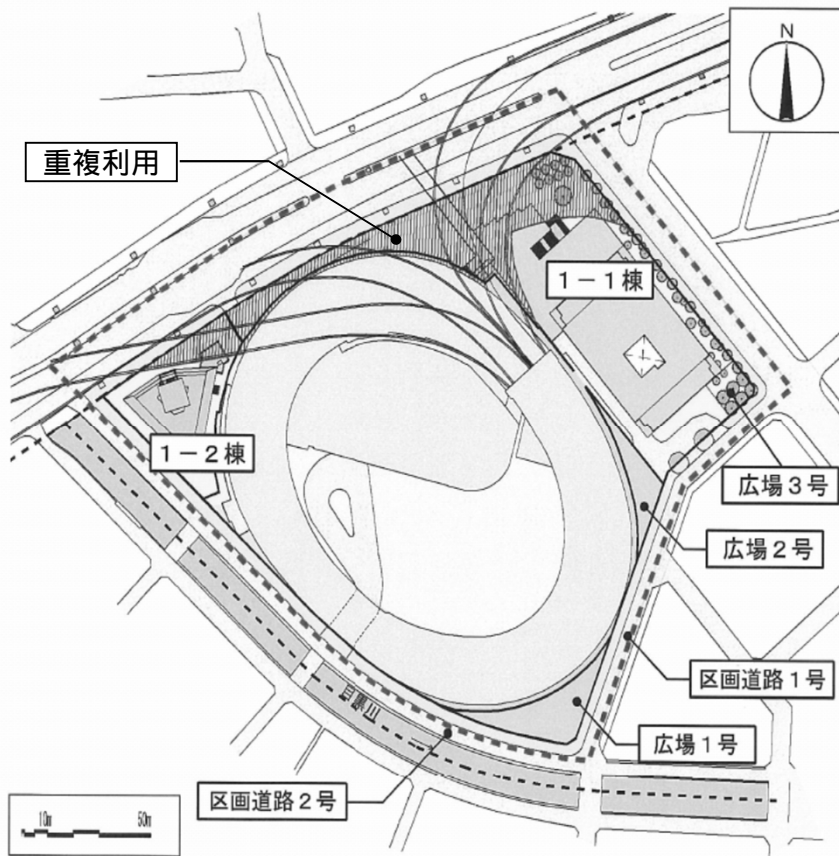 N
重複利用
1-1棟
1-2棟
広場3号
広場2号
区画道路1号
広場1号
目黒川
区画道路2号
10m 50m